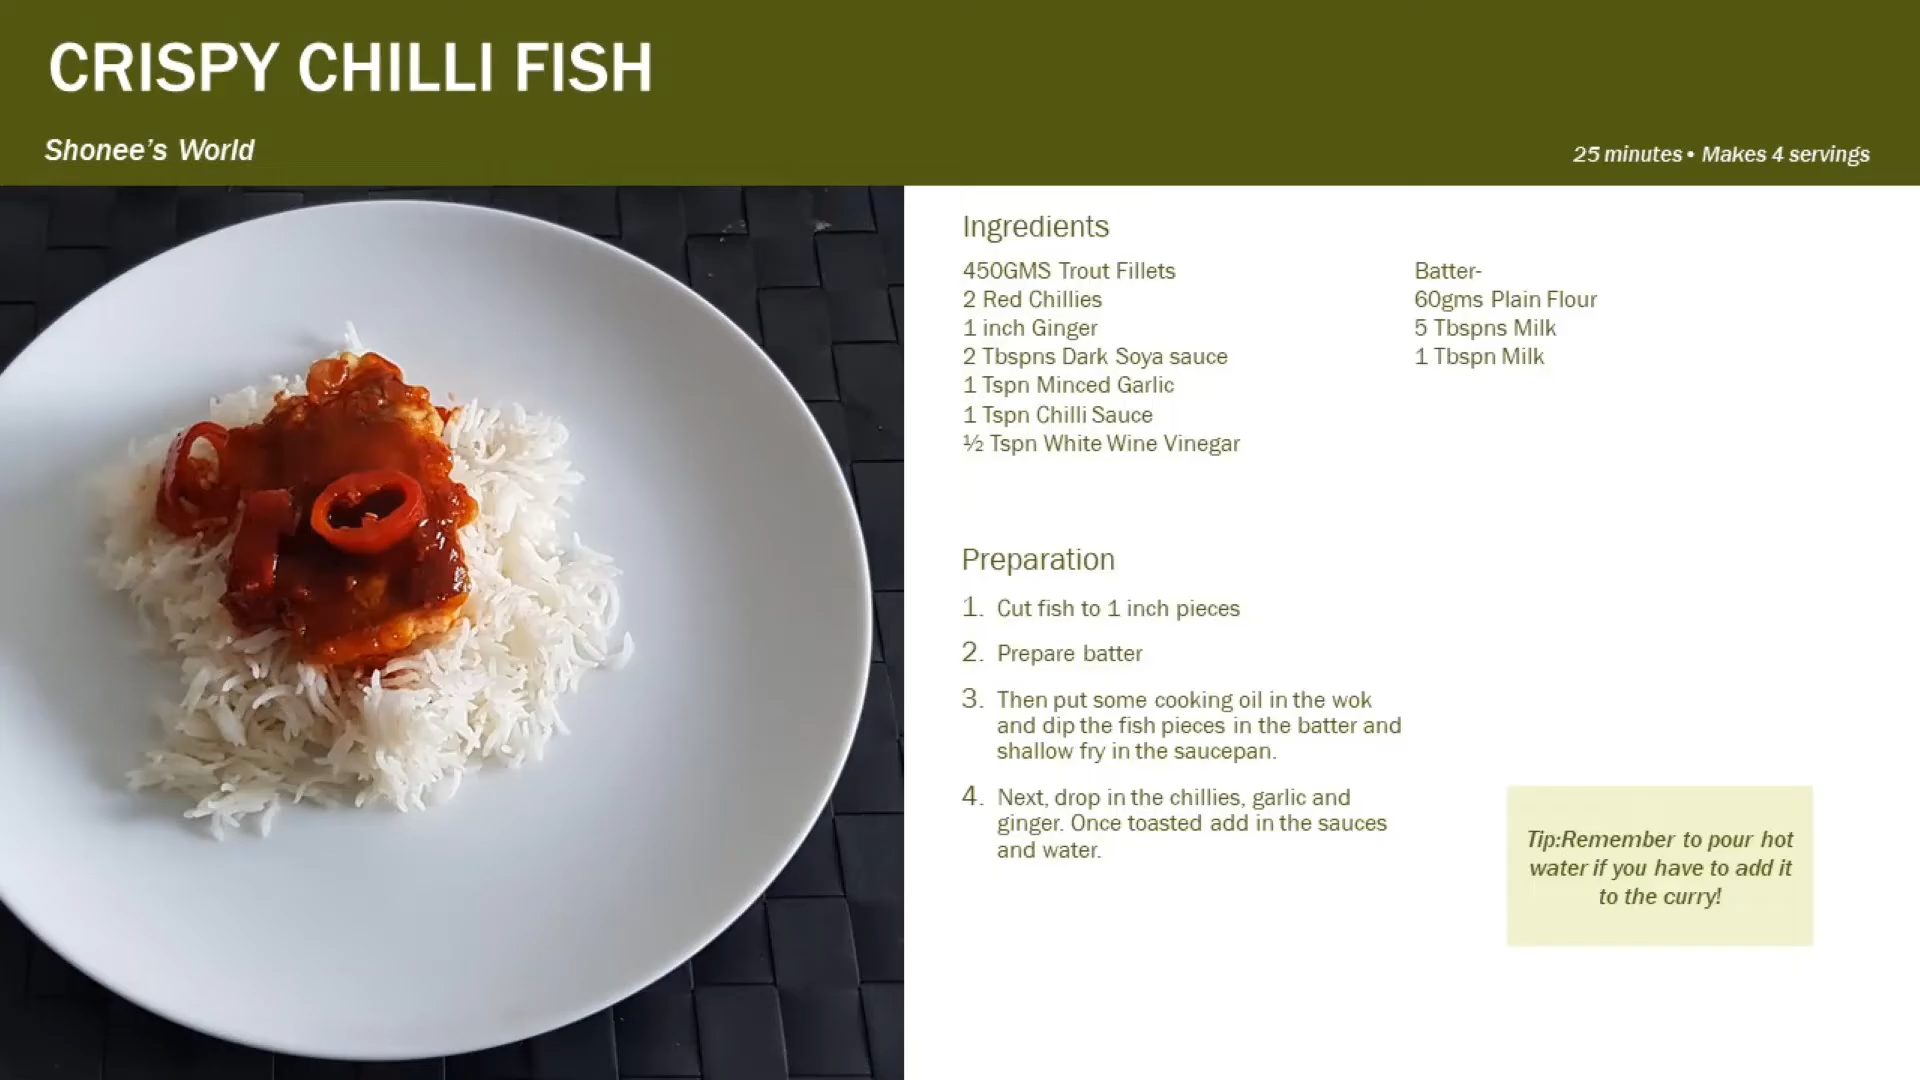 CRISPY CHILLI FISH
Shonee's World
25 minutes • Makes 4 servings
Ingredients
450GMS Trout Fillets
2 Red Chillies
1 inch Ginger
2 Tbspns Dark Soya sauce
1 Tspn Minced Garlic
1 Tspn Chilli Sauce
½ Tspn White Wine Vinegar
Batter-
60gms Plain Flour
5 Tbspns Milk
1 Tbspn Milk
Preparation
1. Cut fish to 1 inch pieces
2. Prepare batter
3. Then put some cooking oil in the wok
and dip the fish pieces in the batter and
shallow fry in the saucepan.
4. Next, drop in the chillies, garlic and
ginger. Once toasted add in the sauces
and water.
Tip:Remember to pour hot
water if you have to add it
to the curry!